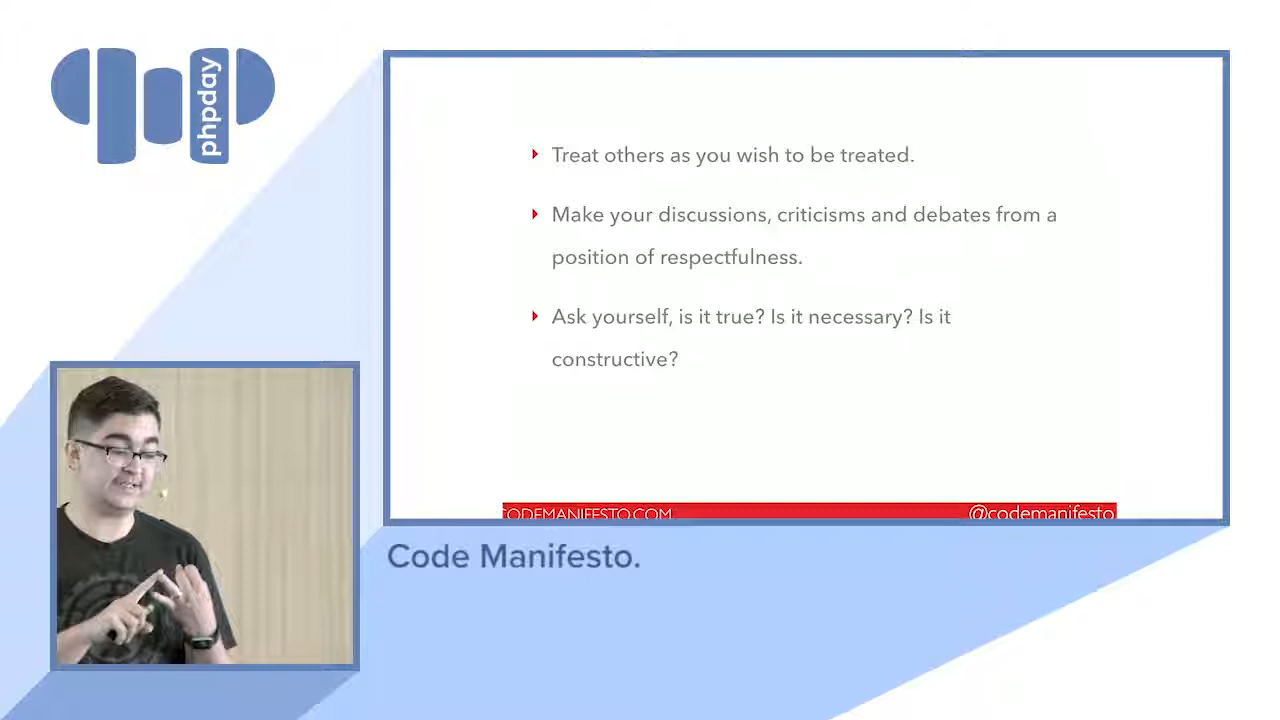 phpday
Treat others as you wish to be treated.
Make your discussions, criticisms and debates from a
position of respectfulness.
Ask yourself, is it true? Is it necessary? Is it
constructive?
CODEMANIFESTO.COM
@codemanifesto
Code Manifesto.